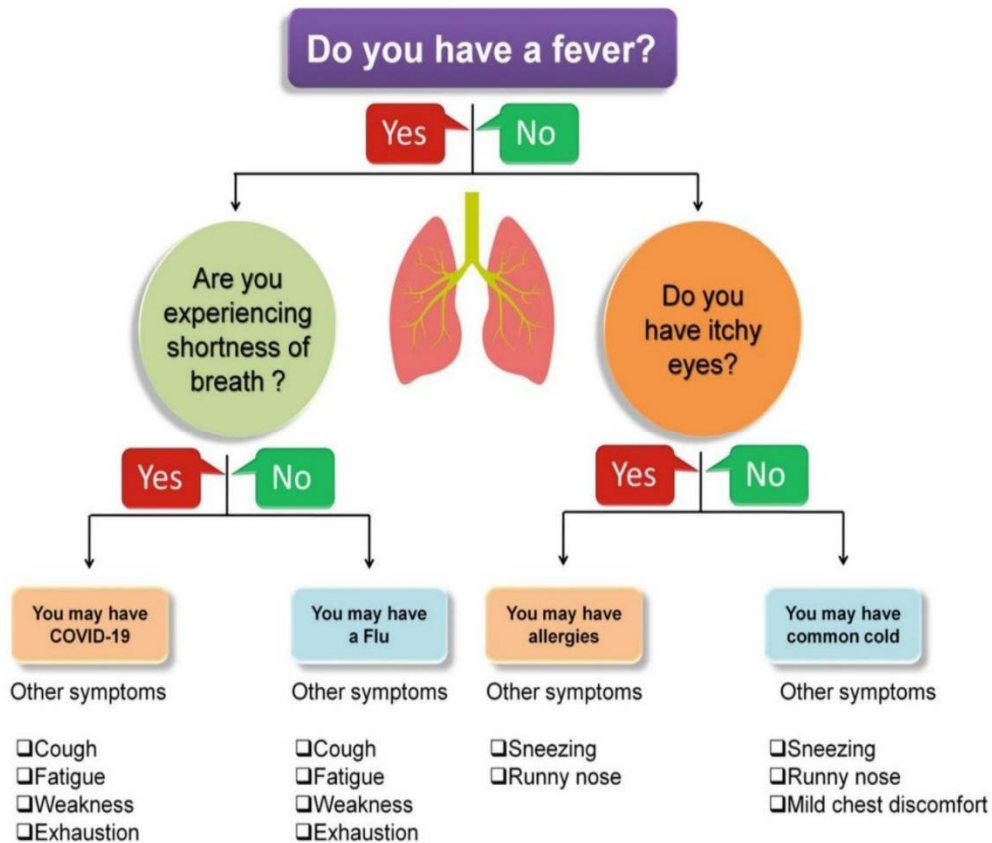 Do you have a fever?
Yes
No
Are you
experiencing
shortness of
breath ?
Do you
have itchy
eyes?
Yes
No
Yes
No
You may have
COVID-19
Other symptoms
❑Cough
❑Fatigue
❑Weakness
❑Exhaustion
You may have
a Flu
Other symptoms
❑Cough
❑Fatigue
❑Weakness
❑Exhaustion
You may have
allergies
Other symptoms
❑Sneezing
❑Runny nose
You may have
common cold
Other symptoms
❑Sneezing
❑Runny nose
❑Mild chest discomfort